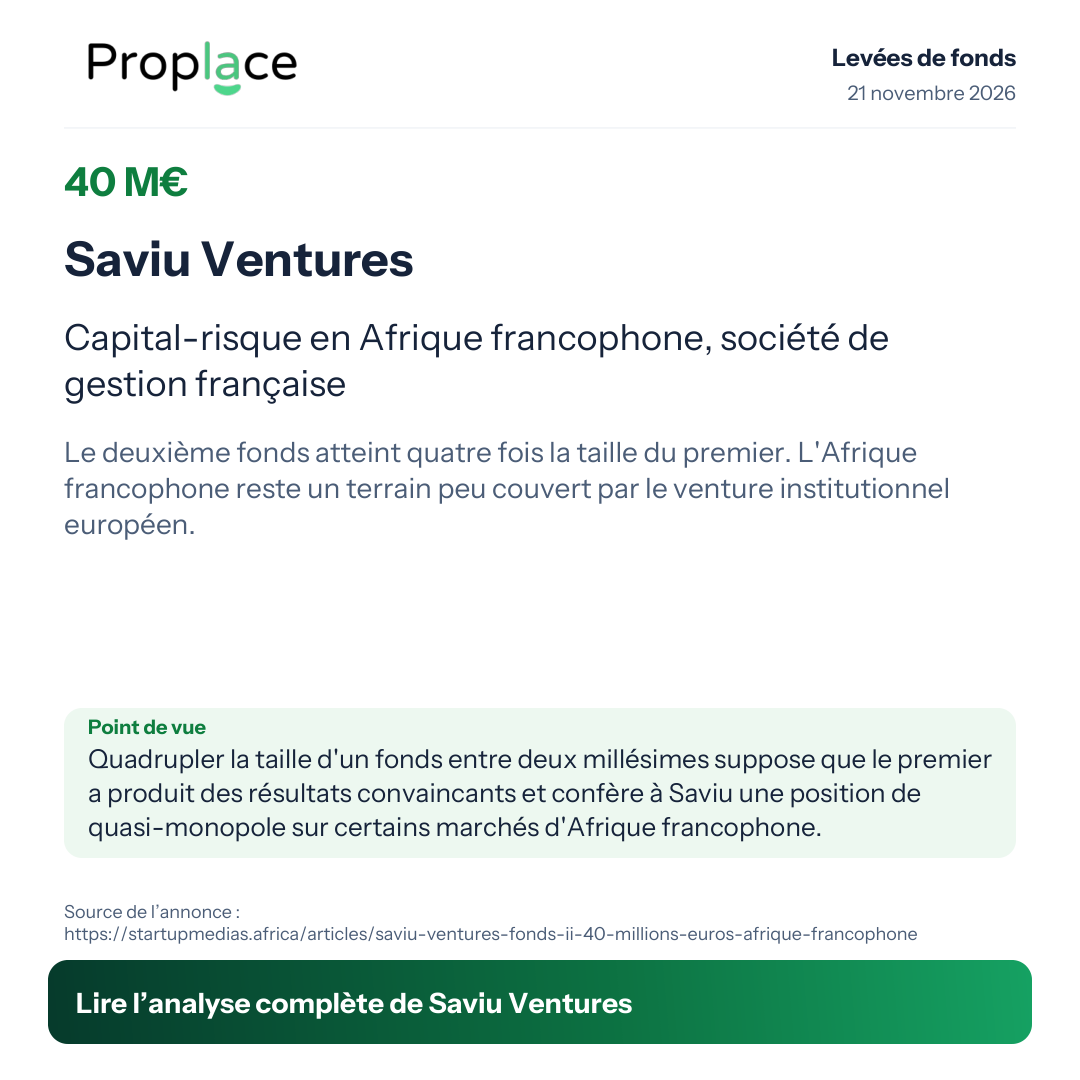 Proplace
Levées de fonds
21 novembre 2026
40 M€
Saviu Ventures
Capital-risque en Afrique francophone, société de
gestion française
Le deuxième fonds atteint quatre fois la taille du premier. L'Afrique
francophone reste un terrain peu couvert par le venture institutionnel
européen.
Point de vue
Quadrupler la taille d'un fonds entre deux millésimes suppose que le premier
a produit des résultats convaincants et confère à Saviu une position de
quasi-monopole sur certains marchés d'Afrique francophone.
Source de l’annonce :
https://startupmedias.africa/articles/saviu-ventures-fonds-ii-40-millions-euros-afrique-francophone
Lire l’analyse complète de Saviu Ventures